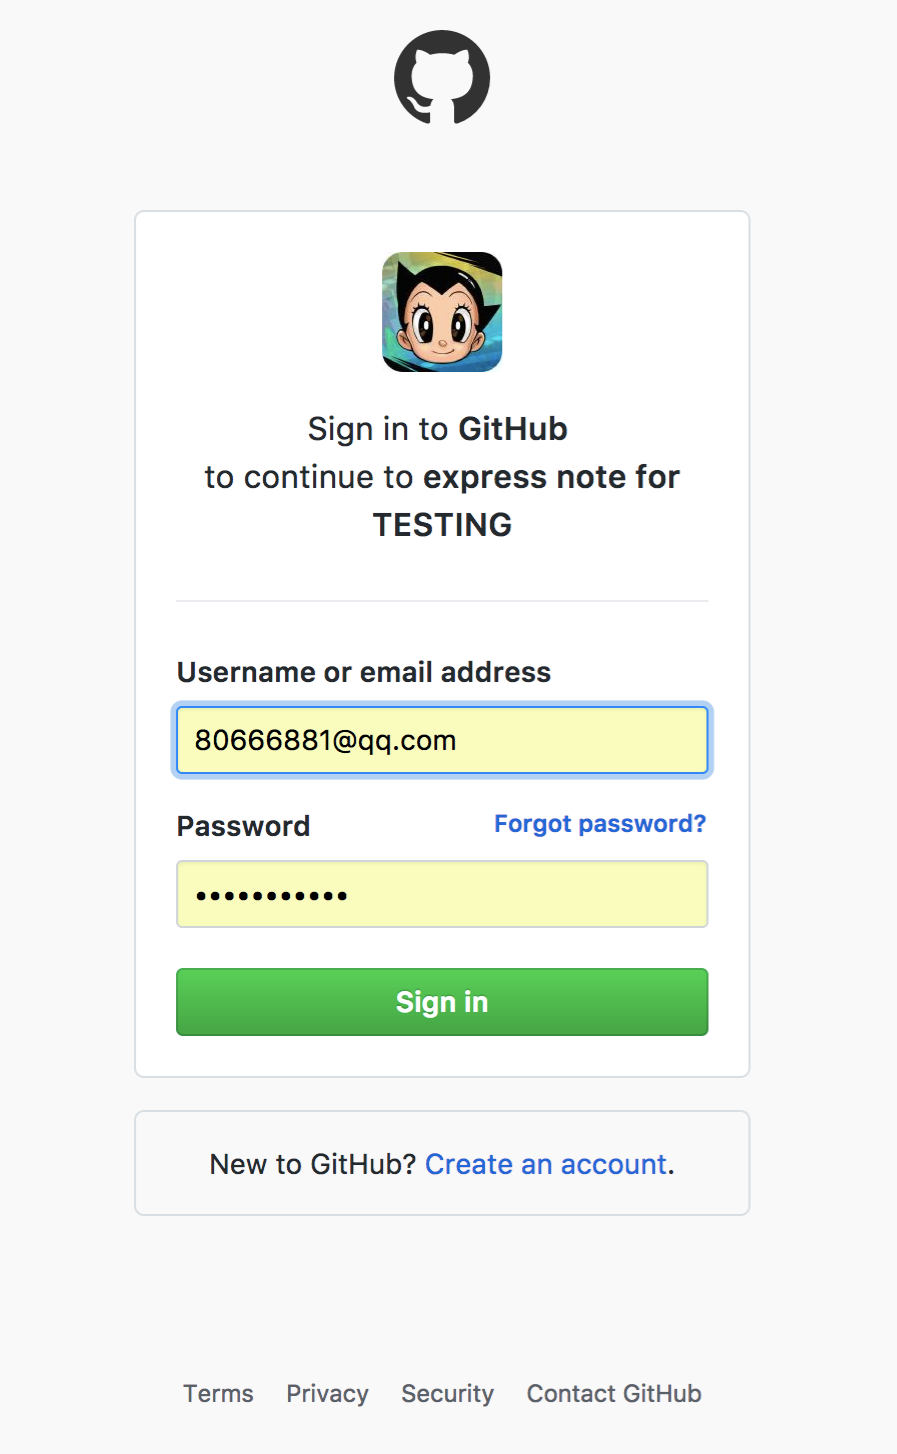 Sign in to GitHub
to continue to express note for
TESTING
Username or email address
80666881@qq.com
Password Forgot password?
•••••••••••
Sign in
New to GitHub? Create an account.
Terms Privacy Security Contact GitHub